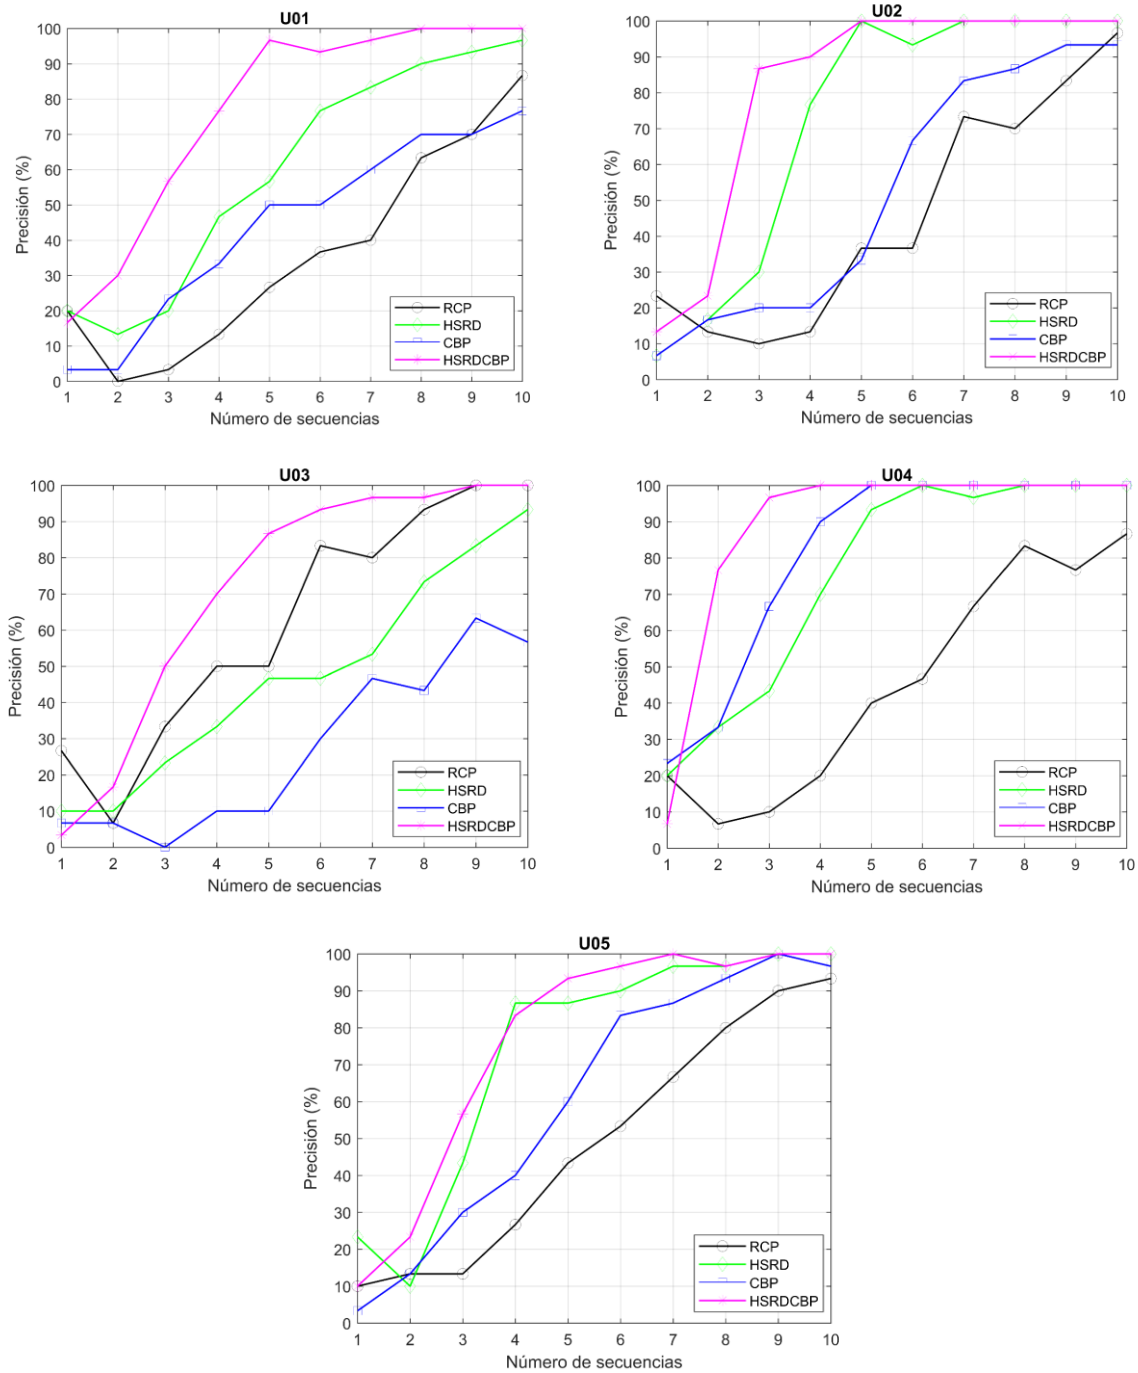 U01
Precisión (%)
100
90
80
70
60
50
40
30
20
10
0
1 2 3 4 5 6 7 8 9 10
Número de secuencias
RCP
HSRD
CBP
HSRDCBP
U02
Precisión (%)
100
90
80
70
60
50
40
30
20
10
0
1 2 3 4 5 6 7 8 9 10
Número de secuencias
RCP
HSRD
CBP
HSRDCBP
U03
Precisión (%)
100
90
80
70
60
50
40
30
20
10
0
1 2 3 4 5 6 7 8 9 10
Número de secuencias
RCP
HSRD
CBP
HSRDCBP
U04
Precisión (%)
100
90
80
70
60
50
40
30
20
10
0
1 2 3 4 5 6 7 8 9 10
Número de secuencias
RCP
HSRD
CBP
HSRDCBP
U05
Precisión (%)
100
90
80
70
60
50
40
30
20
10
0
1 2 3 4 5 6 7 8 9 10
Número de secuencias
RCP
HSRD
CBP
HSRDCBP